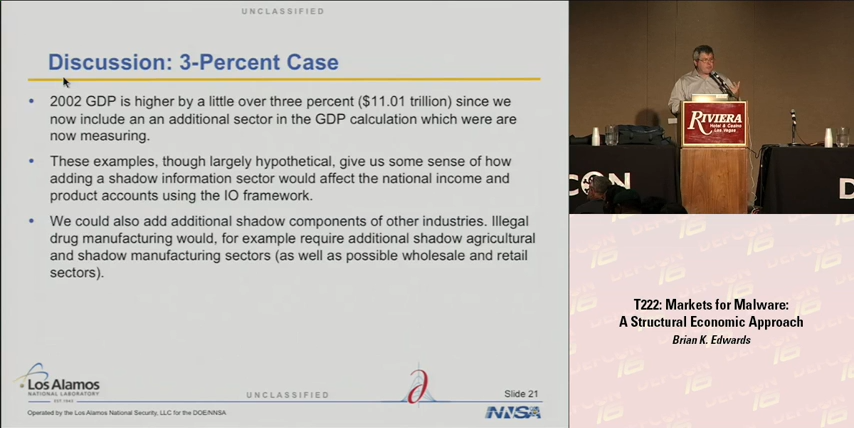 UNCLASSIFIED
Discussion: 3-Percent Case
• 2002 GDP is higher by a little over three percent ($11.01 trillion) since we
now include an an additional sector in the GDP calculation which were are
now measuring.
• These examples, though largely hypothetical, give us some sense of how
adding a shadow information sector would affect the national income and
product accounts using the IO framework.
• We could also add additional shadow components of other industries. Illegal
drug manufacturing would, for example require additional shadow agricultural
and shadow manufacturing sectors (as well as possible wholesale and retail
sectors).
Los Alamos
NATIONAL LABORATORY
EST. 1943
Operated by the Los Alamos National Security, LLC for the DOE/NNSA
UNCLASSIFIED
Slide 21
NNSA
RIVIERA
Hotel & Casino
Las Vegas
CON
D
T222: Markets for Malware:
A Structural Economic Approach
Brian K. Edwards
DEFCON
16